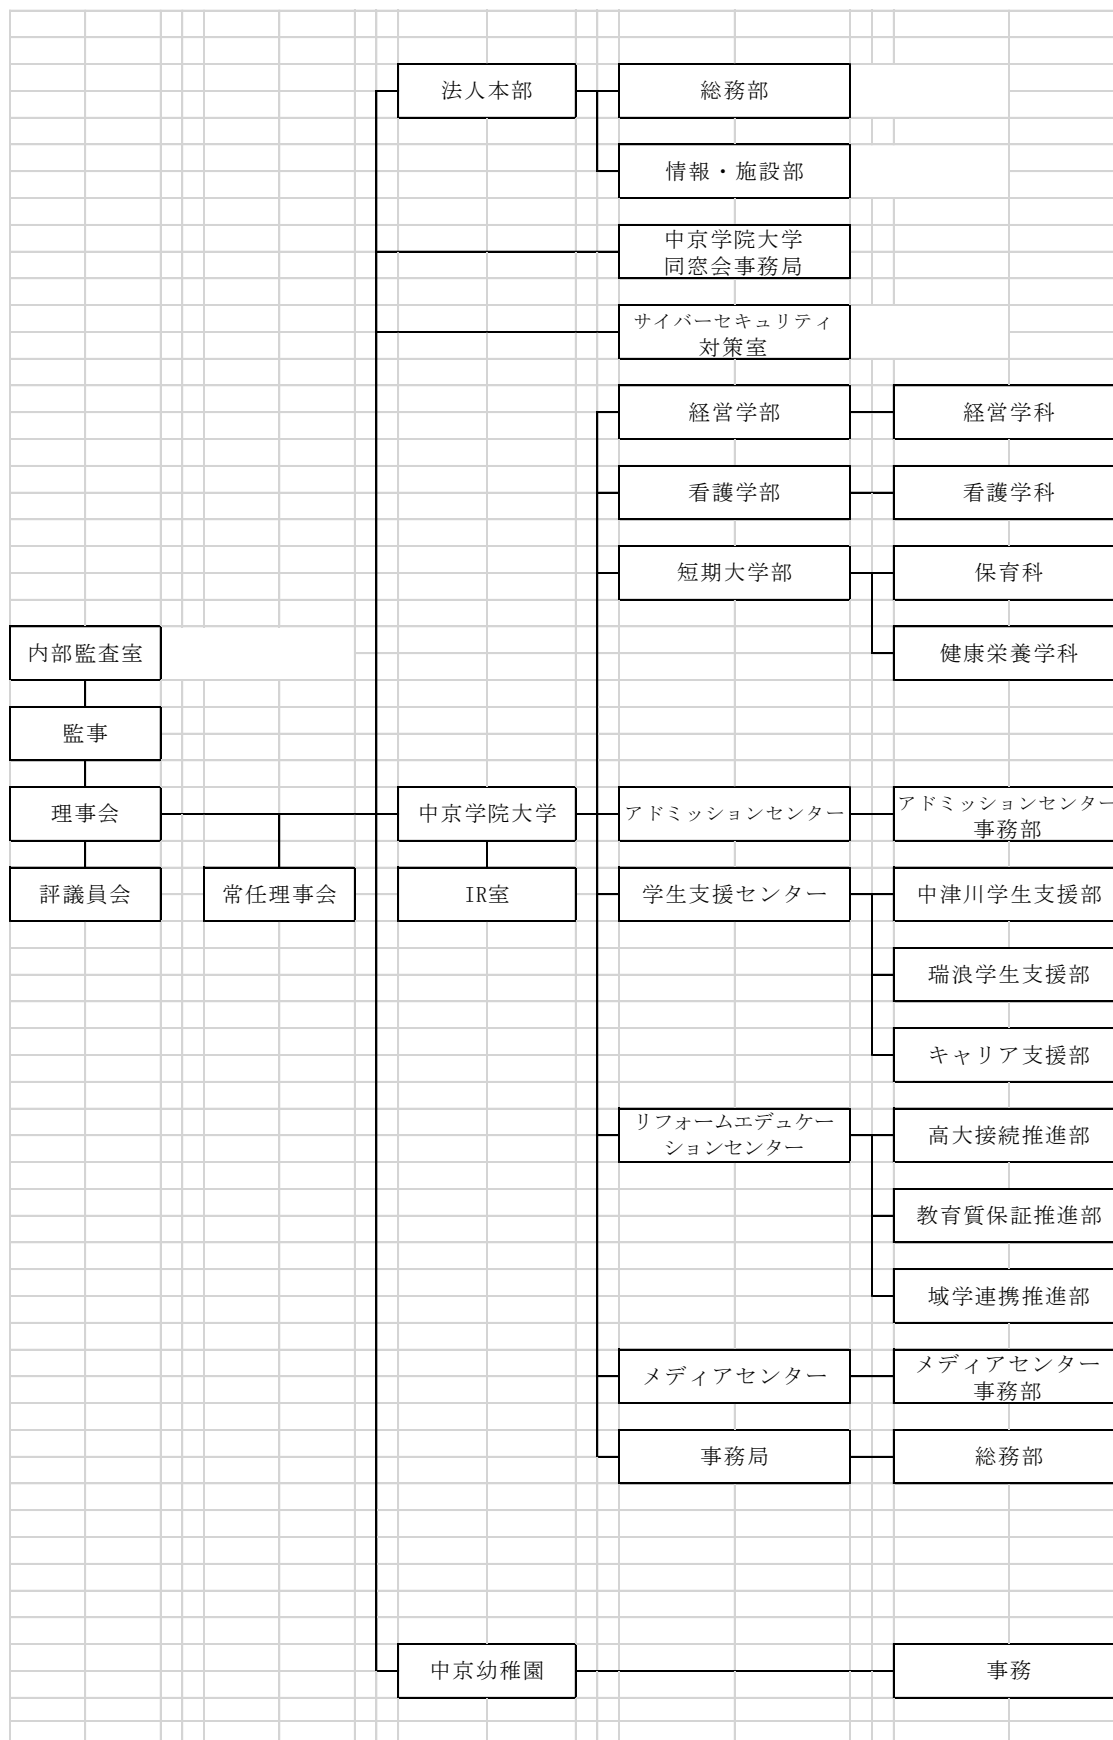 法人本部
総務部
情報・施設部
中京学院大学
同窓会事務局
サイバーセキュリティ
対策室
経営学部
経営学科
看護学部
看護学科
短期大学部
保育科
内部監査室
健康栄養学科
監事
理事会
中京学院大学
アドミッションセンター
アドミッションセンター
事務部
評議員会
常任理事会
IR室
学生支援センター
中津川学生支援部
瑞浪学生支援部
キャリア支援部
リフォームエデュケー
ションセンター
高大接続推進部
教育質保証推進部
域学連携推進部
メディアセンター
メディアセンター
事務部
事務局
総務部
中京幼稚園
事務